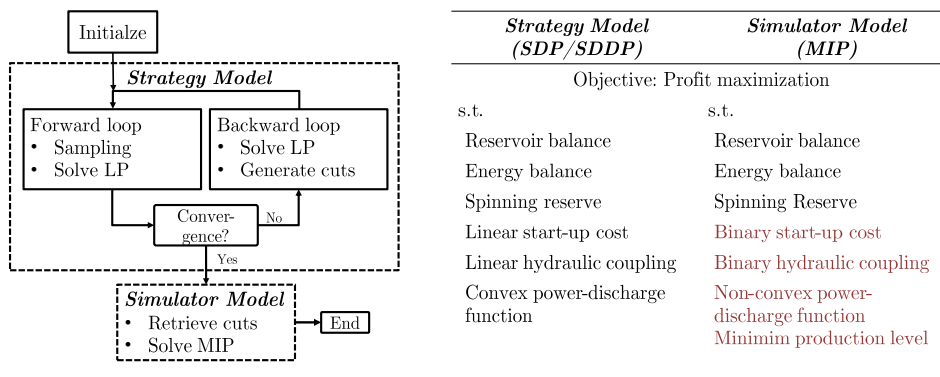 Initialze
Strategy Model
Forward loop
• Sampling
• Solve LP
Backward loop
• Solve LP
• Generate cuts
Conver-
gence?
No
Yes
Simulator Model
• Retrieve cuts
• Solve MIP
End
Strategy Model
(SDP/SDDP)
Simulator Model
(MIP)
Objective: Profit maximization
s.t.
s.t.
Reservoir balance
Reservoir balance
Energy balance
Energy balance
Spinning reserve
Spinning Reserve
Linear start-up cost
Binary start-up cost
Linear hydraulic coupling
Binary hydraulic coupling
Convex power-discharge
function
Non-convex power-
discharge function
Minimim production level